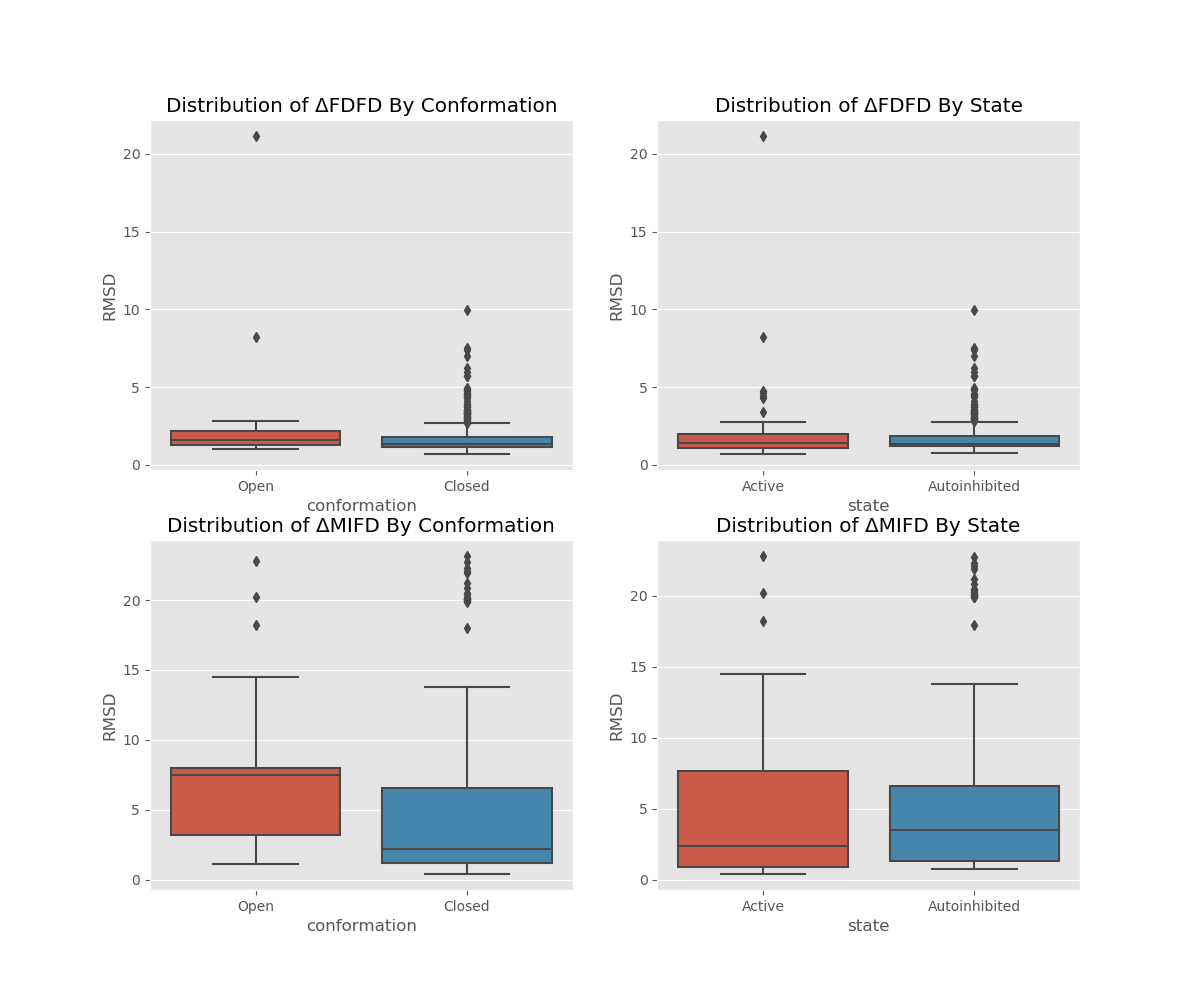 Distribution of ΔFDFD By Conformation
RMSD
20
15
10
5
0
Open
Closed
conformation
Distribution of ΔFDFD By State
RMSD
20
15
10
5
0
Active
Autoinhibited
state
Distribution of ΔMIFD By Conformation
RMSD
20
15
10
5
0
Open
Closed
conformation
Distribution of ΔMIFD By State
RMSD
20
15
10
5
0
Active
Autoinhibited
state